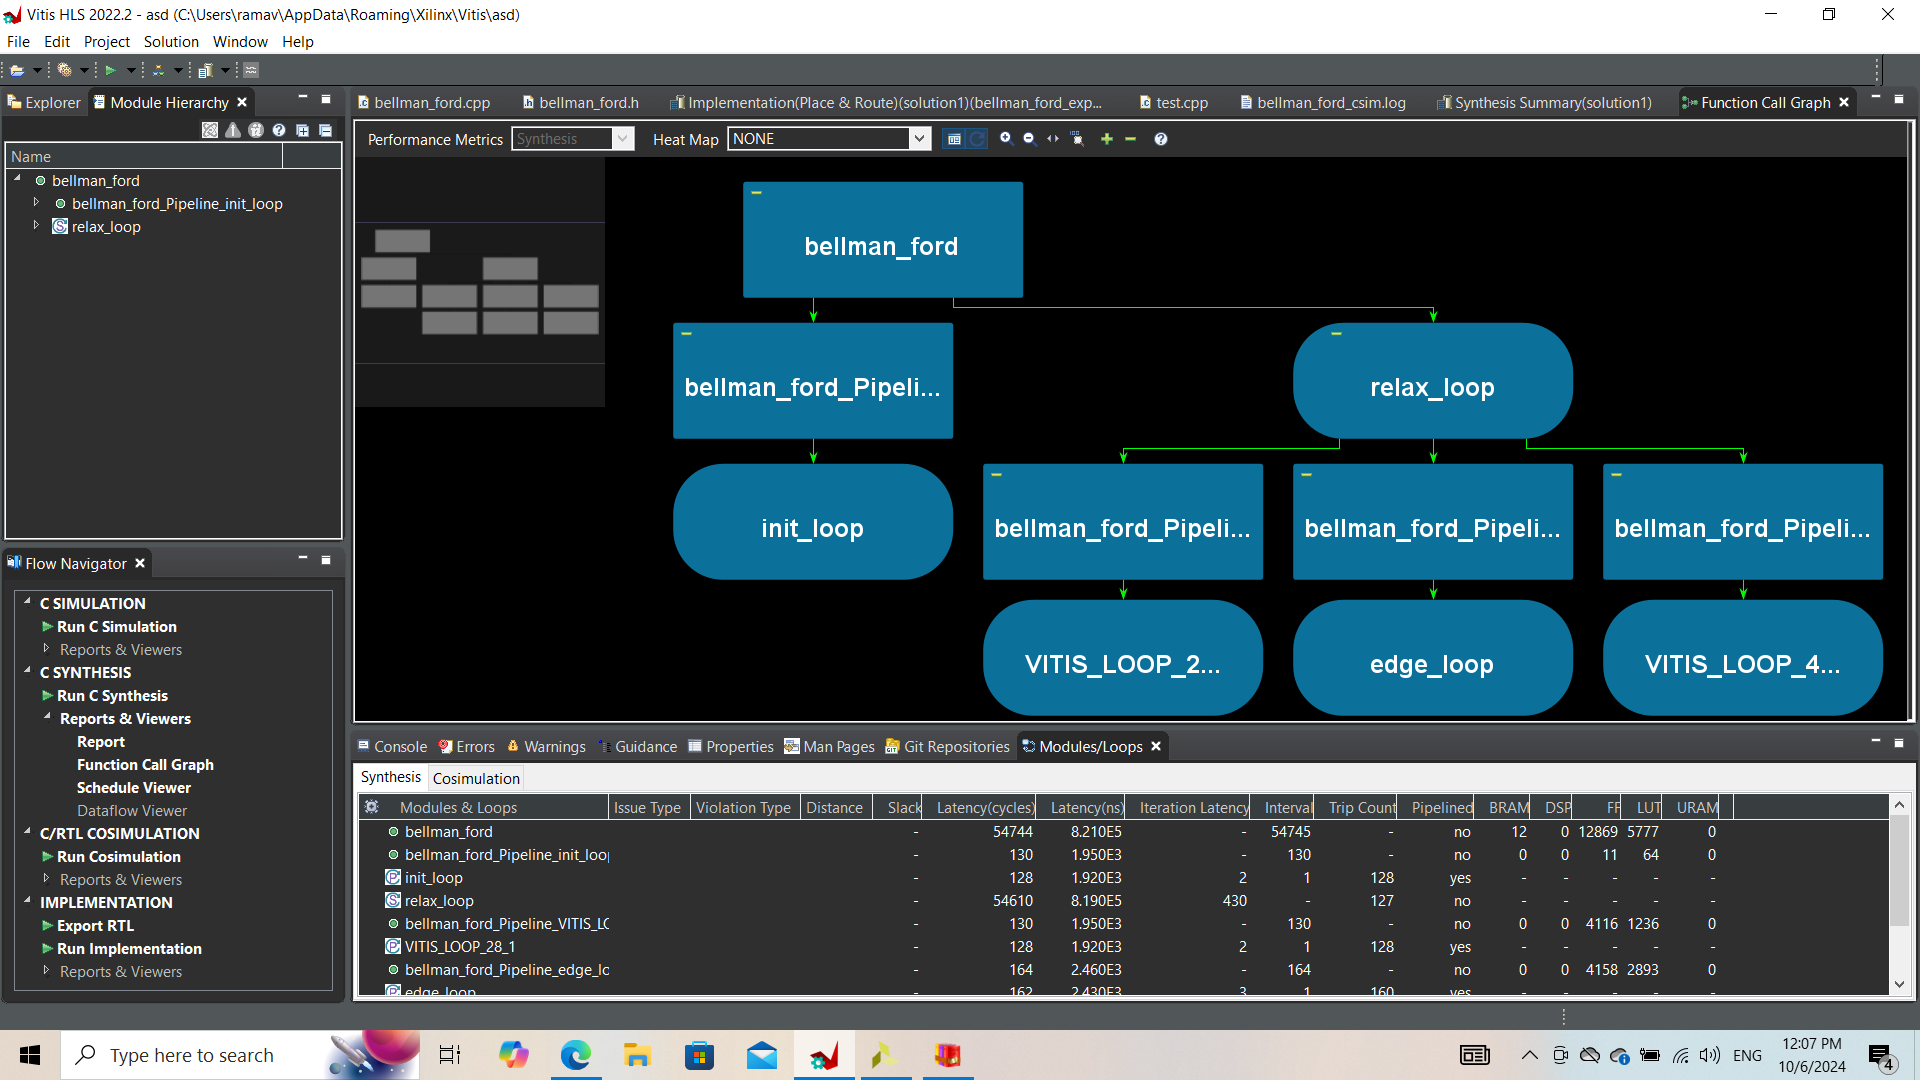 Vitis HLS 2022.2 - asd (C:\Users\ramav\AppData\Roaming\Xilinx\Vitis\asd)
File Edit Project Solution Window Help
Explorer Module Hierarchy
Name
bellman_ford
bellman_ford_Pipeline_init_loop
relax_loop
Flow Navigator
C SIMULATION
Run C Simulation
Reports & Viewers
C SYNTHESIS
Run C Synthesis
Reports & Viewers
Report
Function Call Graph
Schedule Viewer
Dataflow Viewer
C/RTL COSIMULATION
Run Cosimulation
Reports & Viewers
IMPLEMENTATION
Export RTL
Run Implementation
Reports & Viewers
bellman_ford.cpp bellman_ford.h Implementation(Place & Route)(solution1)(bellman_ford_exp... test.cpp bellman_ford_csim.log Synthesis Summary(solution1) Function Call Graph
Performance Metrics Synthesis Heat Map NONE
bellman_ford
bellman_ford_Pipeli... relax_loop
init_loop bellman_ford_Pipeli... bellman_ford_Pipeli... bellman_ford_Pipeli...
VITIS_LOOP_2... edge_loop VITIS_LOOP_4...
Console Errors Warnings Guidance Properties Man Pages Git Repositories Modules/Loops
Synthesis Cosimulation
Modules & Loops Issue Type Violation Type Distance Slack Latency(cycles) Latency(ns) Iteration Latency Interval Trip Count Pipelined BRAM DSP FF LUT URAM
bellman_ford - 54744 8.210E5 - 54745 - no 12 0 12869 5777 0
bellman_ford_Pipeline_init_loop - 130 1.950E3 - 130 - no 0 0 11 64 0
init_loop - 128 1.920E3 2 1 128 yes - - - - -
relax_loop - 54610 8.190E5 430 - 127 no - - - - -
bellman_ford_Pipeline_VITIS_LO - 130 1.950E3 - 130 - no 0 0 4116 1236 0
VITIS_LOOP_28_1 - 128 1.920E3 2 1 128 yes - - - - -
bellman_ford_Pipeline_edge_lo - 164 2.460E3 - 164 - no 0 0 4158 2893 0
edge_loop - 162 2.430E3 3 1 160 yes - - - - -
Type here to search
ENG
12:07 PM
10/6/2024
4